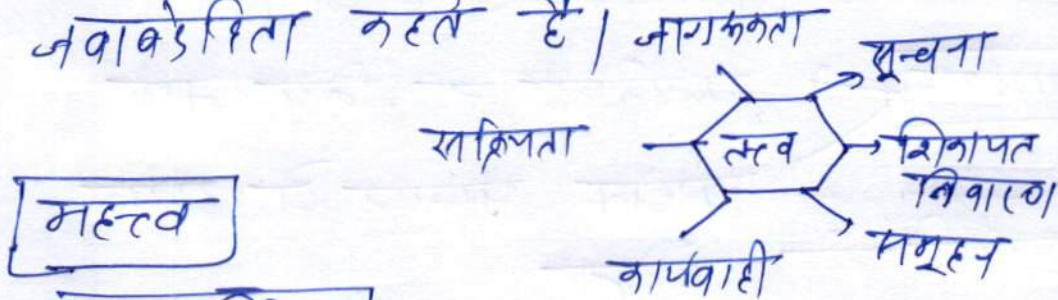 जवाबदेहिता कहते है। जागरूकता
सूचना
सक्रियता
तत्त्व
शिकायत
निवारण
महत्त्व
कार्यवाही
समूहन